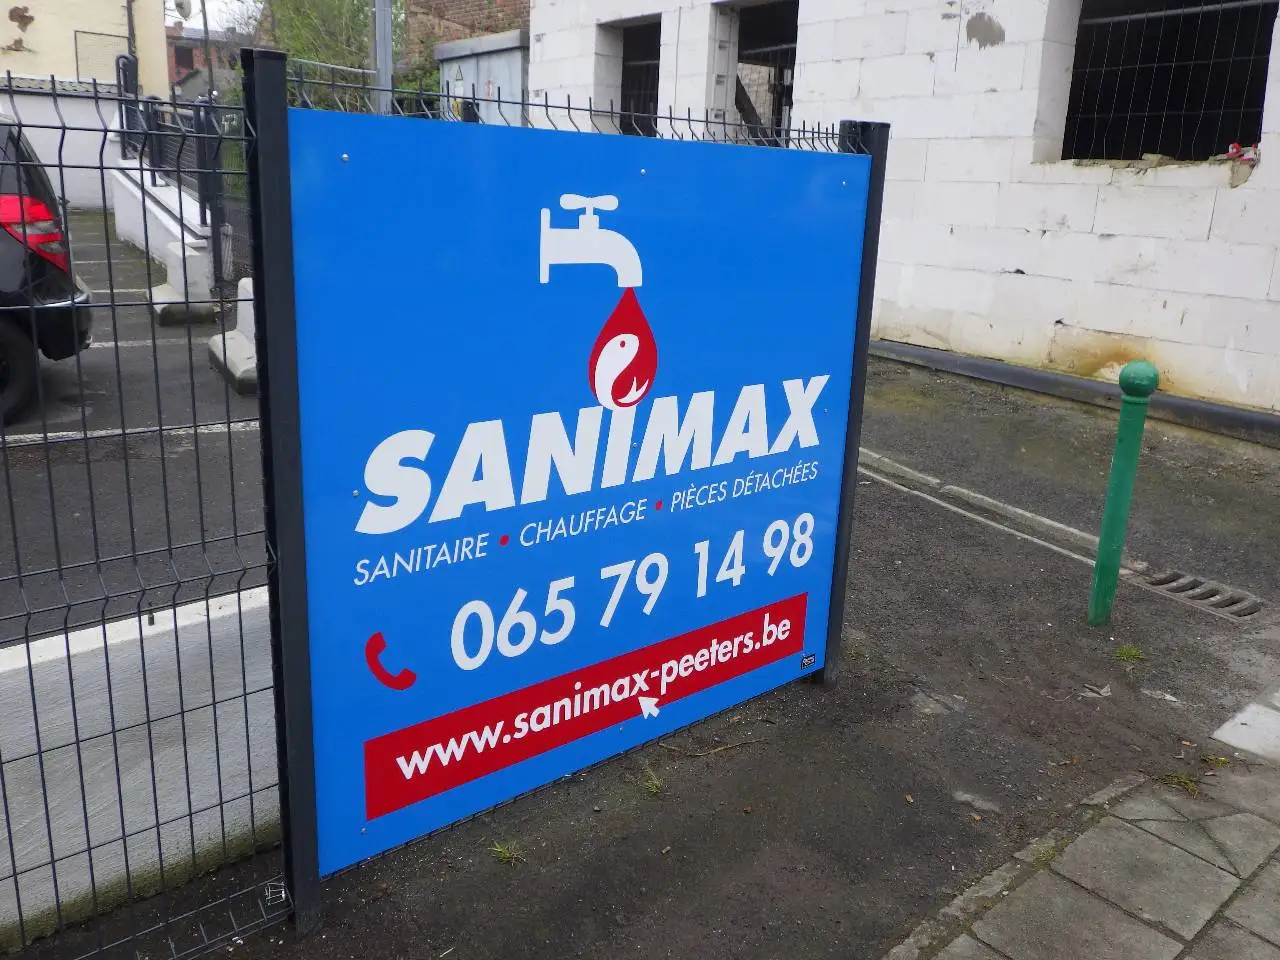 SANIMAX
SANITAIRE • CHAUFFAGE • PIÈCES DÉTACHÉES
065 79 14 98
www.sanimax-peeters.be